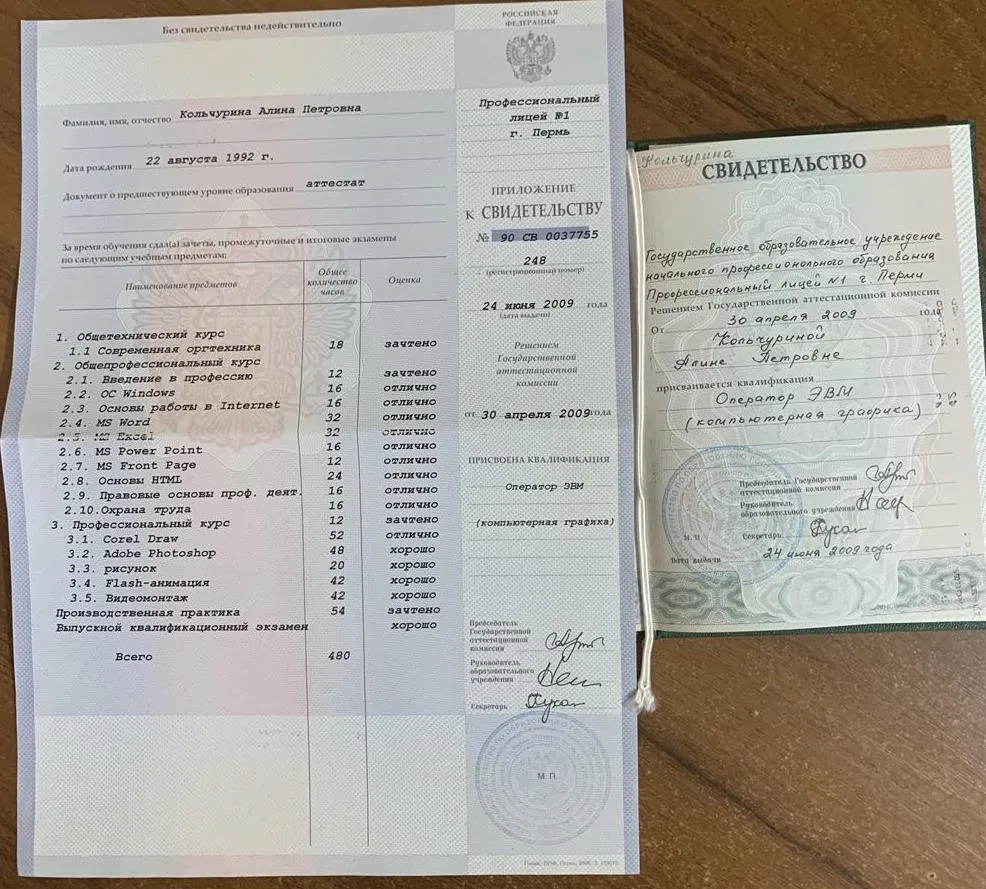 Без свидетельства недействительно
Фамилия, имя, отчество Кольчурина Алина Петровна
Дата рождения 22 августа 1992 г.
Документ о предшествующем уровне образования аттестат
За время обучения сдал(а) зачеты, промежуточные и итоговые экзамены
по следующим учебным предметам:
Наименование предметов Общее количество часов Оценка
1. Общетехнический курс
1.1 Современная оргтехника 18 зачтено
2. Общепрофессиональный курс
2.1. Введение в профессию 12 зачтено
2.2. ОС Windows 16 отлично
2.3. Основы работы в Internet 16 отлично
2.4. MS Word 32 отлично
2.5. MS Excel 32 отлично
2.6. MS Power Point 16 отлично
2.7. MS Front Page 12 отлично
2.8. Основы HTML 24 отлично
2.9. Правовые основы проф. деят. 16 отлично
2.10.Охрана труда 16 отлично
3. Профессиональный курс 12 зачтено
3.1. Corel Draw 52 отлично
3.2. Adobe Photoshop 48 хорошо
3.3. рисунок 20 хорошо
3.4. Flash-анимация 42 хорошо
3.5. Видеомонтаж 42 хорошо
Производственная практика 54 зачтено
Выпускной квалификационный экзамен хорошо
Всего 480
РОССИЙСКАЯ
ФЕДЕРАЦИЯ
Профессиональный
лицей №1
г. Пермь
ПРИЛОЖЕНИЕ
К СВИДЕТЕЛЬСТВУ
№ 90 СВ 0037755
248
(регистрационный номер)
24 июня 2009 года
(дата выдачи)
Решением
Государственной
аттестационной
комиссии
от 30 апреля 2009года
ПРИСВОЕНА КВАЛИФИКАЦИЯ
Оператор ЭВМ
(компьютерная графика)
Председатель
Государственной
аттестационной
комиссии
Руководитель
образовательного
учреждения
Секретарь
М. П.
Кольчурина
СВИДЕТЕЛЬСТВО
Государственное образовательное учреждение
начального профессионального образования
Профессиональный лицей №1 г. Перми
Решением Государственной аттестационной комиссии
От 30 апреля 2009 года
Кольчуриной
Алине Петровне
присваивается квалификация
Оператор ЭВМ
(компьютерная графика)
Председатель Государственной
аттестационной комиссии
Руководитель
образовательного учреждения
М. П. Секретарь
Дата выдачи 24 июня 2009 года